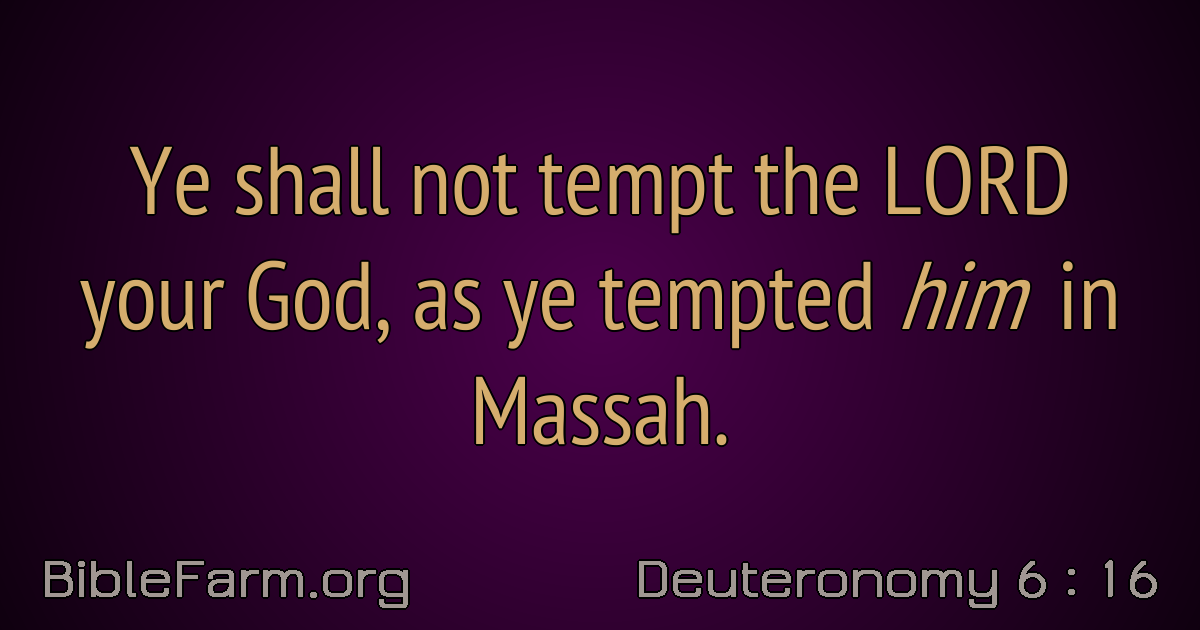 Ye shall not tempt the LORD
your God, as ye tempted him in
Massah.
BibleFarm.org
Deuteronomy 6 : 16